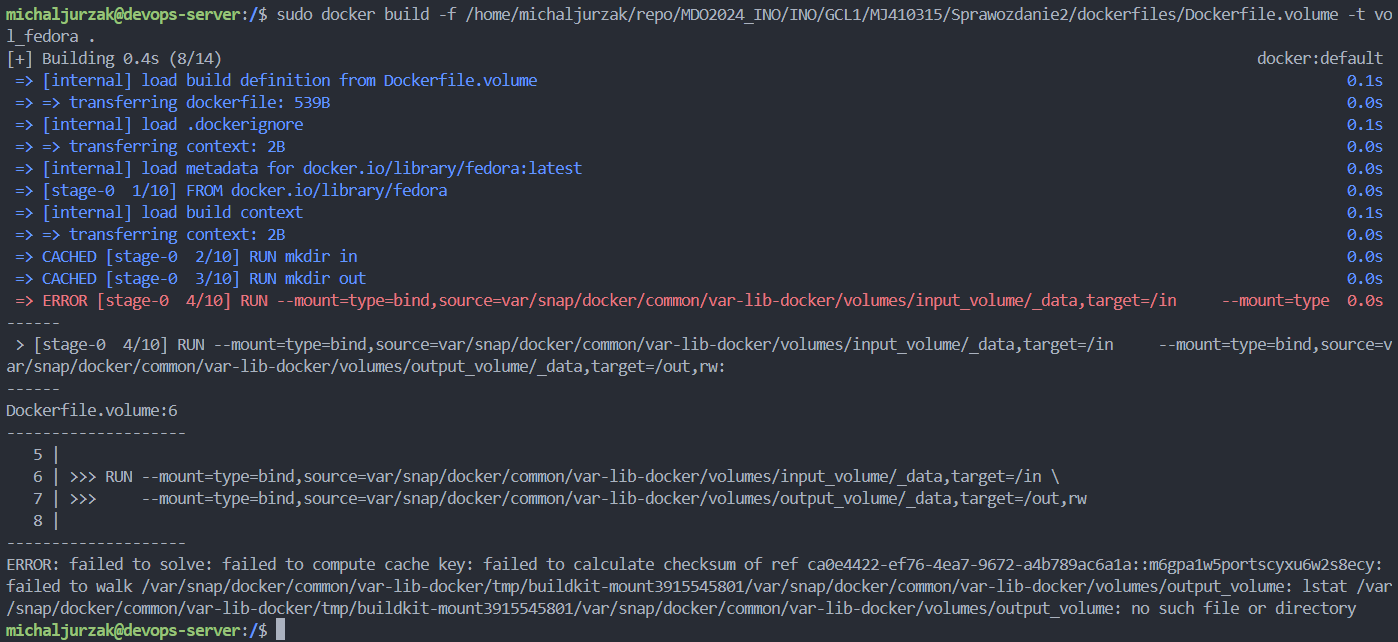 michaljurzak@devops-server:/$ sudo docker build -f /home/michaljurzak/repo/MDO2024_INO/INO/GCL1/MJ410315/Sprawozdanie2/dockerfiles/Dockerfile.volume -t vo
l_fedora .
[+] Building 0.4s (8/14) docker:default
=> [internal] load build definition from Dockerfile.volume 0.1s
=> => transferring dockerfile: 539B 0.0s
=> [internal] load .dockerignore 0.1s
=> => transferring context: 2B 0.0s
=> [internal] load metadata for docker.io/library/fedora:latest 0.0s
=> [stage-0  1/10] FROM docker.io/library/fedora 0.0s
=> [internal] load build context 0.1s
=> => transferring context: 2B 0.0s
=> CACHED [stage-0  2/10] RUN mkdir in 0.0s
=> CACHED [stage-0  3/10] RUN mkdir out 0.0s
=> ERROR [stage-0  4/10] RUN --mount=type=bind,source=var/snap/docker/common/var-lib-docker/volumes/input_volume/_data,target=/in     --mount=type 0.0s
------
> [stage-0  4/10] RUN --mount=type=bind,source=var/snap/docker/common/var-lib-docker/volumes/input_volume/_data,target=/in     --mount=type=bind,source=v
ar/snap/docker/common/var-lib-docker/volumes/output_volume/_data,target=/out,rw:
------
Dockerfile.volume:6
--------------------
5 |
6 | >>> RUN --mount=type=bind,source=var/snap/docker/common/var-lib-docker/volumes/input_volume/_data,target=/in \
7 | >>>     --mount=type=bind,source=var/snap/docker/common/var-lib-docker/volumes/output_volume/_data,target=/out,rw
8 |
--------------------
ERROR: failed to solve: failed to compute cache key: failed to calculate checksum of ref ca0e4422-ef76-4ea7-9672-a4b789ac6a1a::m6gpa1w5portscyxu6w2s8ecy:
failed to walk /var/snap/docker/common/var-lib-docker/tmp/buildkit-mount3915545801/var/snap/docker/common/var-lib-docker/volumes/output_volume: lstat /var
/snap/docker/common/var-lib-docker/tmp/buildkit-mount3915545801/var/snap/docker/common/var-lib-docker/volumes/output_volume: no such file or directory
michaljurzak@devops-server:/$